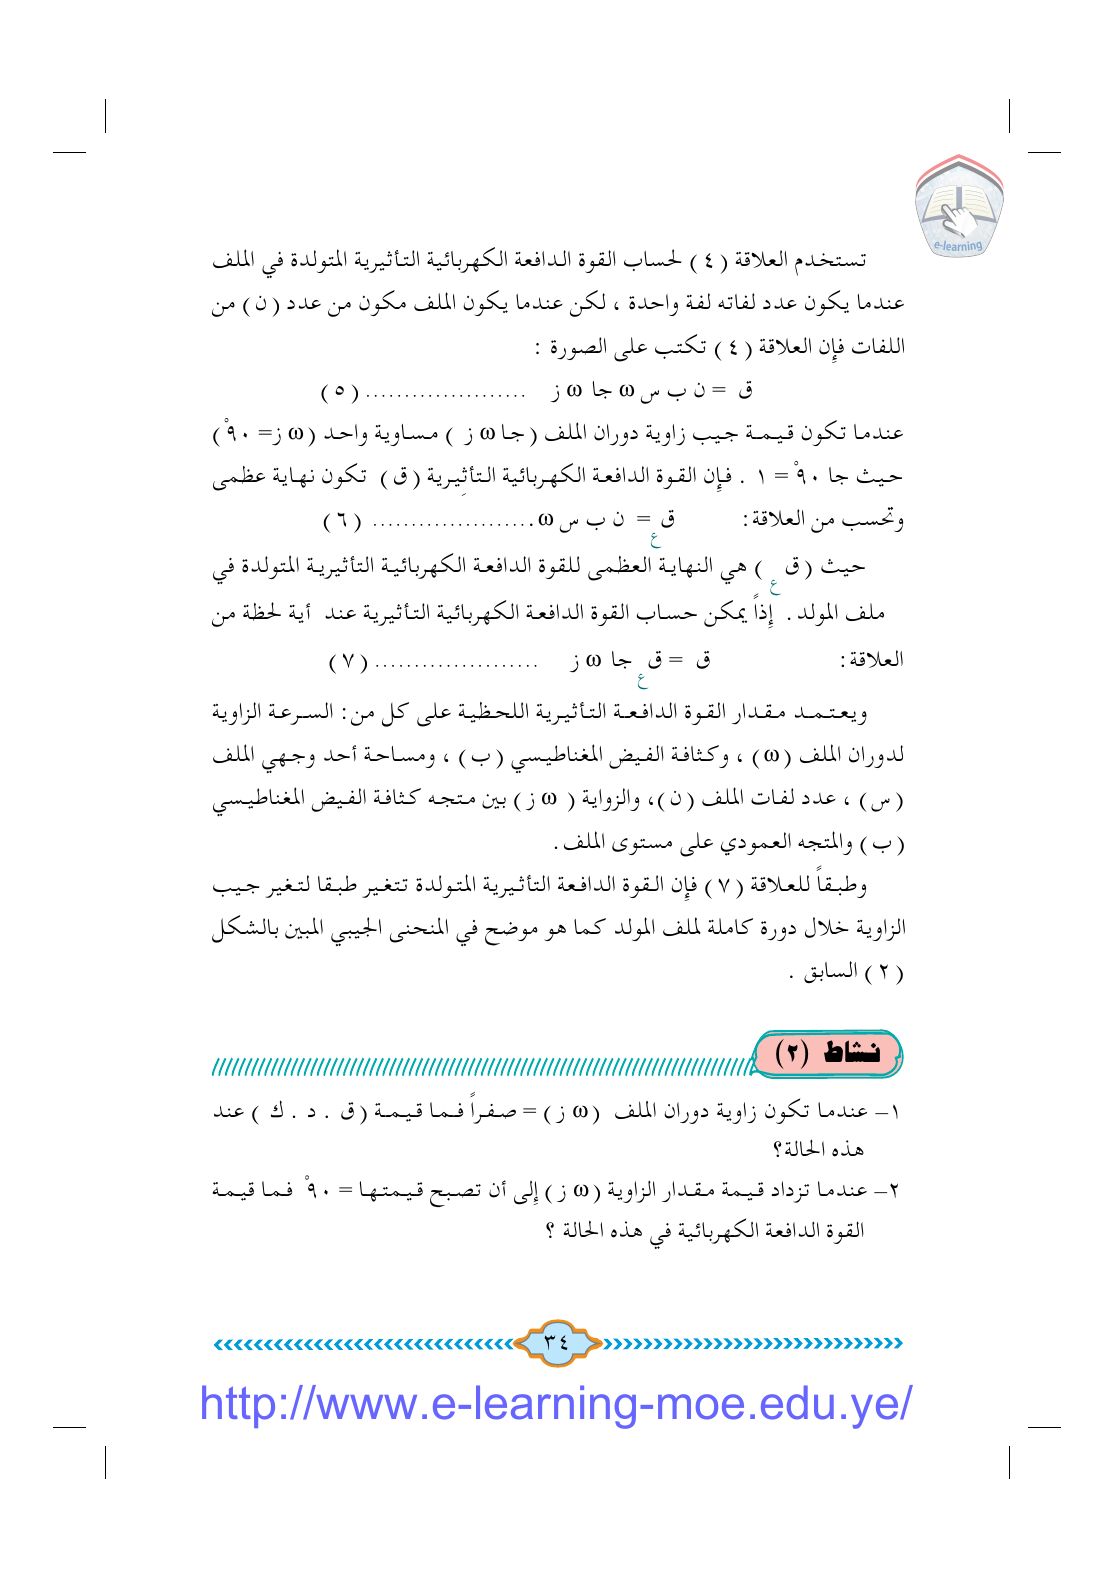 e-learning
تستخدم العلاقة ( ٤ ) لحساب القوة الدافعة الكهربائية التأثيرية المتولدة في الملف
عندما يكون عدد لفاته لفة واحدة ، لكن عندما يكون الملف مكون من عدد ( ن ) من
اللفات فإن العلاقة ( ٤ ) تكتب على الصورة :
ق = ن ب س ω جا ω ز ..................... ( ٥ )
عندما تكون قيمة جيب زاوية دوران الملف ( جا ω ز ) مساوية واحد ( ω ز= ٩٠ ْ )
حيث جا ٩٠ ْ = ١ . فإن القوة الدافعة الكهربائية التأثِيرية ( ق ) تكون نهاية عظمى
وتحسب من العلاقة: قع = ن ب س ω ..................... ( ٦ )
حيث ( قع ) هي النهاية العظمى للقوة الدافعة الكهربائية التأثيرية المتولدة في
ملف المولد . إذاً يمكن حساب القوة الدافعة الكهربائية التأثيرية عند أية لحظة من
العلاقة: ق = قع جا ω ز ..................... ( ٧ )
ويعتمد مقدار القوة الدافعة التأثيرية اللحظية على كل من: السرعة الزاوية
لدوران الملف ( ω ) ، وكثافة الفيض المغناطيسي ( ب ) ، ومساحة أحد وجهي الملف
( س ) ، عدد لفات الملف ( ن )، والزواية ( ω ز ) بين متجه كثافة الفيض المغناطيسي
( ب ) والمتجه العمودي على مستوى الملف .
وطبقاً للعلاقة ( ٧ ) فإن القوة الدافعة التأثيرية المتولدة تتغير طبقا لتغير جيب
الزاوية خلال دورة كاملة لملف المولد كما هو موضح في المنحنى الجيبي المبين بالشكل
( ٢ ) السابق .
نشاط (٢)
١– عندما تكون زاوية دوران الملف ( ω ز ) = صفراً فما قيمة ( ق . د . ك ) عند
هذه الحالة؟
٢– عندما تزداد قيمة مقدار الزاوية ( ω ز ) إلى أن تصبح قيمتها = ٩٠ ْ فما قيمة
القوة الدافعة الكهربائية في هذه الحالة ؟
٣٤
http://www.e-learning-moe.edu.ye/